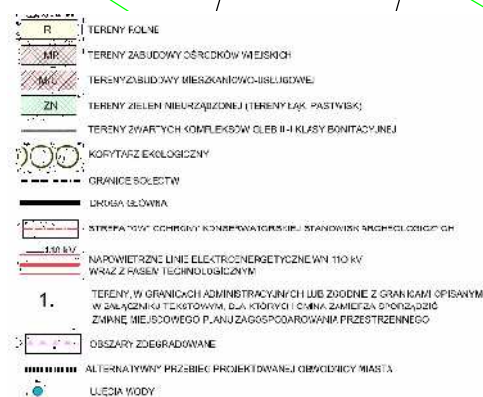 R TERENY ROLNE
MR TERENY ZABUDOWY OŚRODKÓW WIEJSKICH
M/U TERENY ZABUDOWY MIESZKANIOWO-USŁUGOWEJ
ZN TERENY ZIELENI NIEURZĄDZONEJ (TERENY ŁĄK, PASTWISK)
TERENY ZWARTYCH KOMPLEKSÓW GLEB II-I KLASY BONITACYJNEJ
KORYTARZ EKOLOGICZNY
GRANICE SOŁECTW
DROGA GŁÓWNA
STREFA "OW" OCHRONY KONSERWATORSKIEJ STANOWISK ARCHEOLOGICZNYCH
110 kV
NAPOWIETRZNE LINIE ELEKTROENERGETYCZNE WN 110 kV
WRAZ Z PASEM TECHNOLOGICZNYM
1. TERENY, W GRANICACH ADMINISTRACYJNYCH LUB ZGODNIE Z GRANICAMI OPISANYMI
W ZAŁĄCZNIKU TEKSTOWYM, DLA KTÓRYCH GMINA ZAMIERZA SPORZĄDZIĆ
ZMIANĘ MIEJSCOWEGO PLANU ZAGOSPODAROWANIA PRZESTRZENNEGO
OBSZARY ZDEGRADOWANE
ALTERNATYWNY PRZEBIEG PROJEKTOWANEJ OBWODNICY MIASTA
UJĘCIA WODY